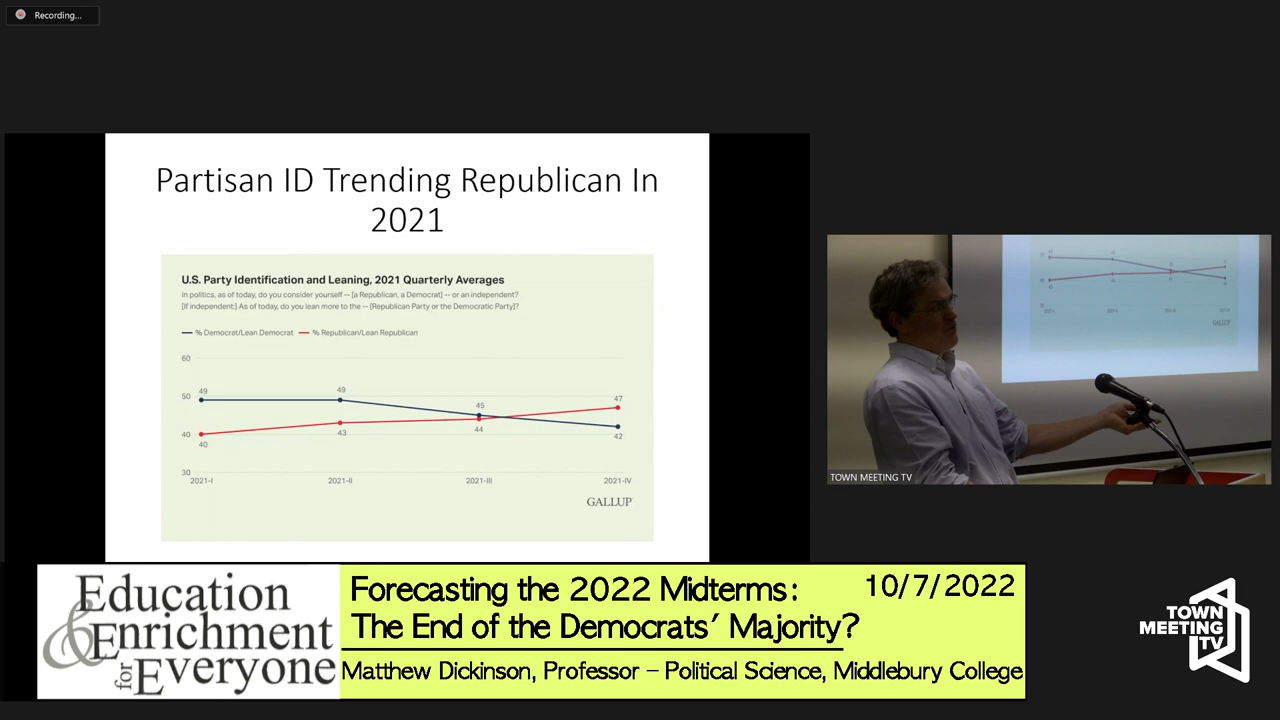 Recording...
Partisan ID Trending Republican In
2021
U.S. Party Identification and Leaning, 2021 Quarterly Averages
In politics, as of today, do you consider yourself -- [a Republican, a Democrat] -- or an independent?
[If independent:] As of today, do you lean more to the -- [Republican Party or the Democratic Party]?
% Democrat/Lean Democrat % Republican/Lean Republican
60
50
40
30
49 49 45 47
40 43 44 42
2021-I 2021-II 2021-III 2021-IV
GALLUP
GALLUP
TOWN MEETING TV
Education
& Enrichment
for Everyone
Forecasting the 2022 Midterms: 10/7/2022
The End of the Democrats' Majority?
Matthew Dickinson, Professor – Political Science, Middlebury College
TOWN
MEETING
TV